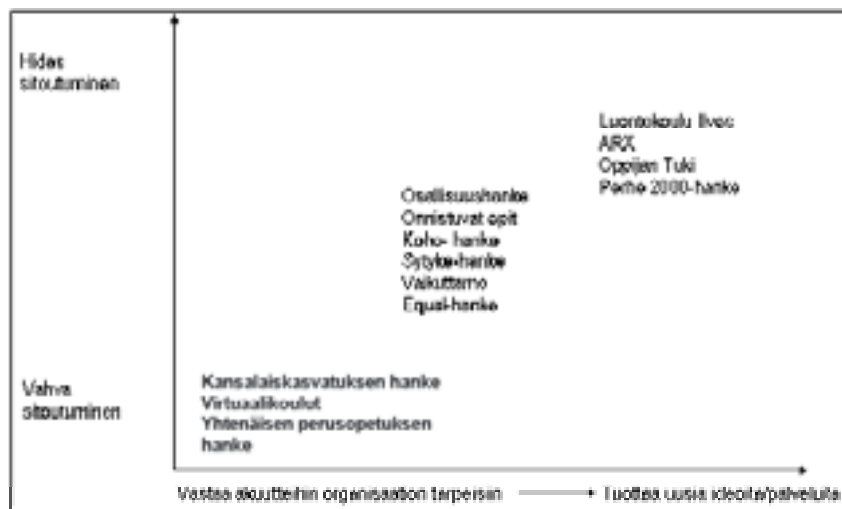 Hidas
sitoutuminen
Luontokoulu Ilves
ARX
Oppijan Tuki
Perhe 2000-hanke
Osallisuushanke
Onnistuvat opit
Koho- hanke
Sytyke-hanke
Vaikuttamo
Equal-hanke
Vahva
sitoutuminen
Kansalaiskasvatuksen hanke
Virtuaalikoulut
Yhtenäisen perusopetuksen
hanke
Vastaa akuutteihin organisaation tarpeisiin
Tuottaa uusia ideoita/palveluita